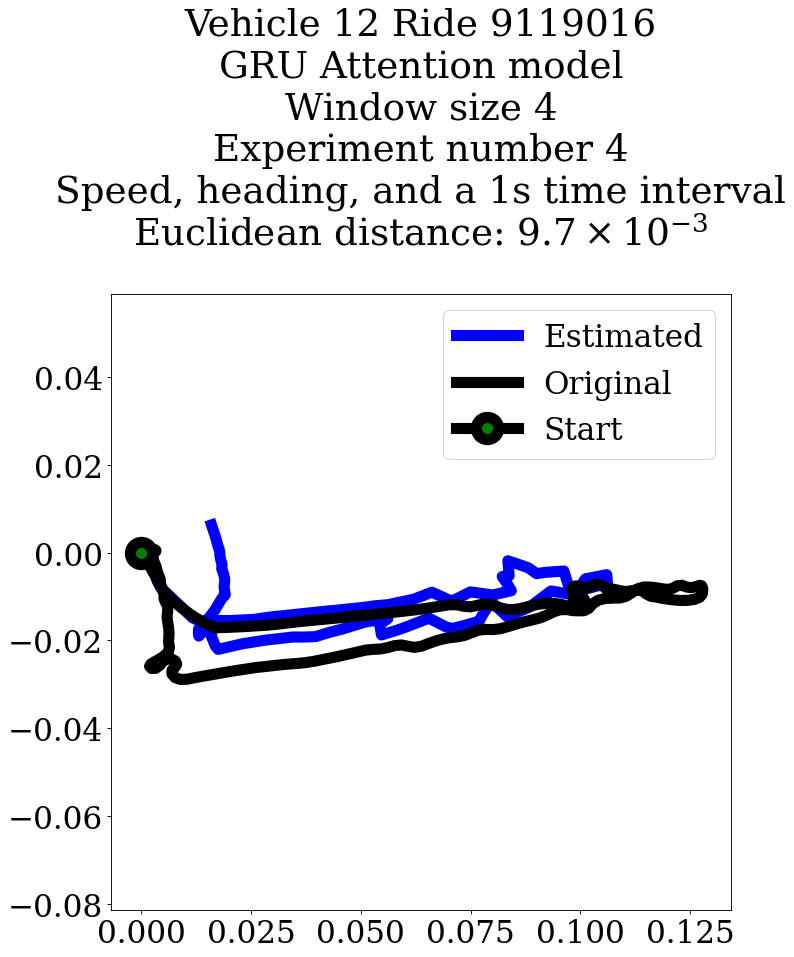 Vehicle 12 Ride 9119016
GRU Attention model
Window size 4
Experiment number 4
Speed, heading, and a 1s time interval
Euclidean distance: 9.7 × 10⁻³
Estimated
Original
Start
0.04
0.02
0.00
−0.02
−0.04
−0.06
−0.08
0.000 0.025 0.050 0.075 0.100 0.125